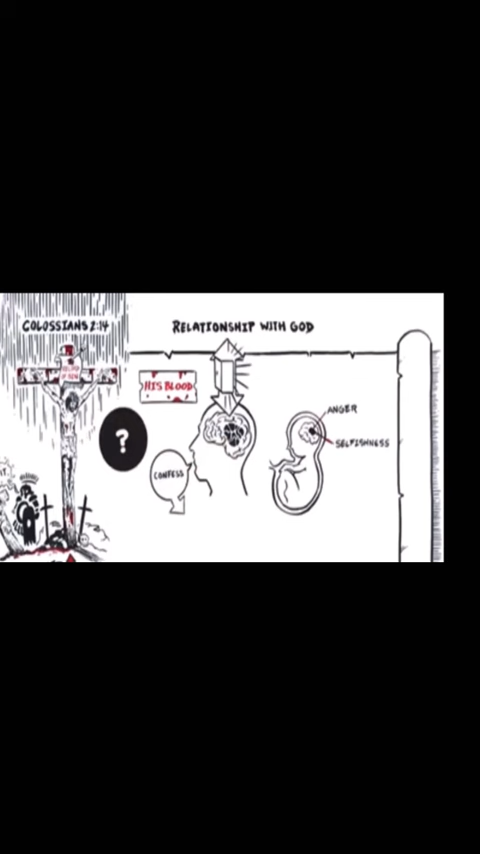 COLOSSIANS 2:14
RELATIONSHIP WITH GOD
HIS BLOOD
?
CONFESS
ANGER
SELFISHNESS